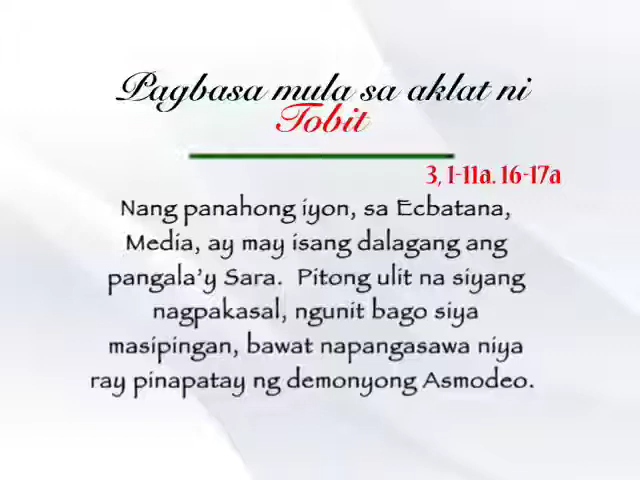 Pagbasa mula sa aklat ni
Tobit
3, 1-11a. 16-17a
Nang panahong iyon, sa Ecbatana,
Media, ay may isang dalagang ang
pangala’y Sara. Pitong ulit na siyang
nagpakasal, ngunit bago siya
masipingan, bawat napangasawa niya
ray pinapatay ng demonyong Asmodeo.